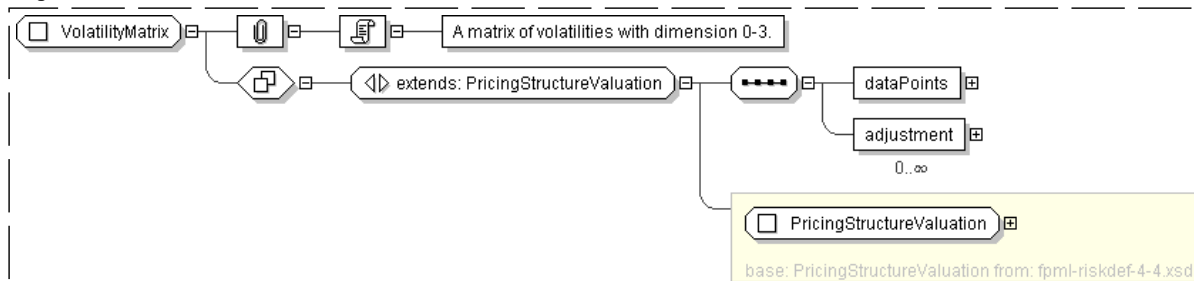 VolatilityMatrix
A matrix of volatilities with dimension 0-3.
extends: PricingStructureValuation
dataPoints
adjustment
0..∞
PricingStructureValuation
base: PricingStructureValuation from: fpml-riskdef-4-4.xsd